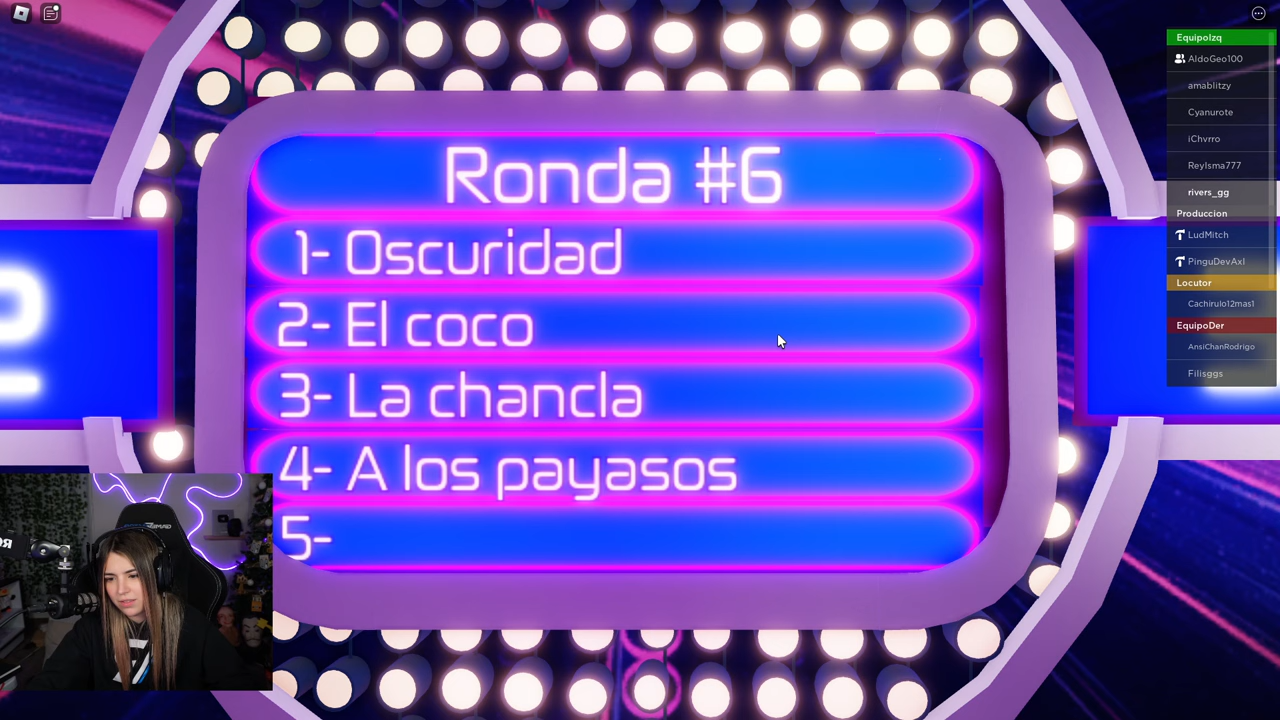 Ronda #6
1- Oscuridad
2- El coco
3- La chancla
4- A los payasos
5-
EquipoIzq
AldoGeo100
amablitzy
Cyanurote
iChvrro
ReyIsma777
rivers_gg
Produccion
LudMitch
PinguDevAxl
Locutor
Cachirulo12mas1
EquipoDer
AnsiChanRodrigo
Filisggs